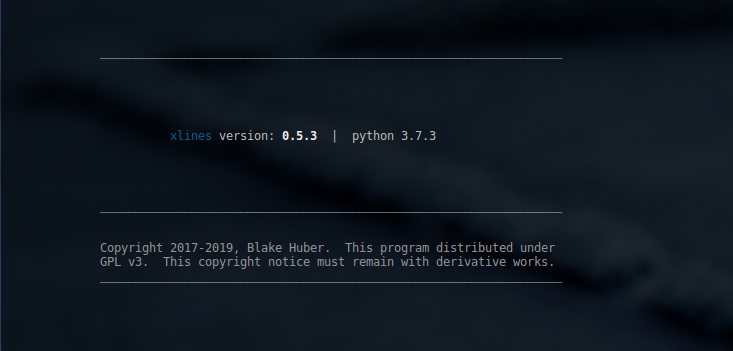 xlines version: 0.5.3 | python 3.7.3
Copyright 2017-2019, Blake Huber. This program distributed under
GPL v3. This copyright notice must remain with derivative works.